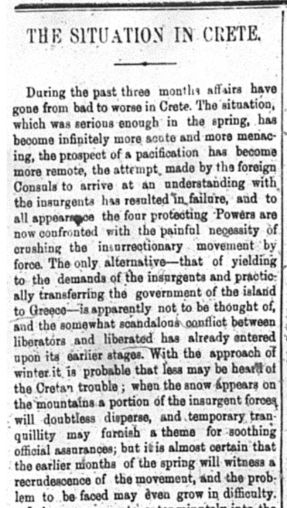 THE SITUATION IN CRETE.
During the past three months affairs have
gone from bad to worse in Crete. The situation,
which was serious enough in the spring, has
become infinitely more acute and more menac-
ing, the prospect of a pacification has become
more remote, the attempt made by the foreign
Consuls to arrive at an understanding with
the insurgents has resulted in failure, and to
all appearance the four protecting Powers are
now confronted with the painful necessity of
crushing the insurrectionary movement by
force. The only alternative—that of yielding
to the demands of the insurgents and practic-
ally transferring the government of the island
to Greece—is apparently not to be thought of,
and the somewhat scandalous conflict between
liberators and liberated has already entered
upon its earlier stages. With the approach of
winter it is probable that less may be heard of
the Cretan trouble; when the snow appears on
the mountains a portion of the insurgent forces
will doubtless disperse, and temporary tran-
quillity may furnish a theme for soothing
official assurances; but it is almost certain that
the earlier months of the spring will witness a
recrudescence of the movement, and the prob-
lem to be faced may even grow in difficulty.